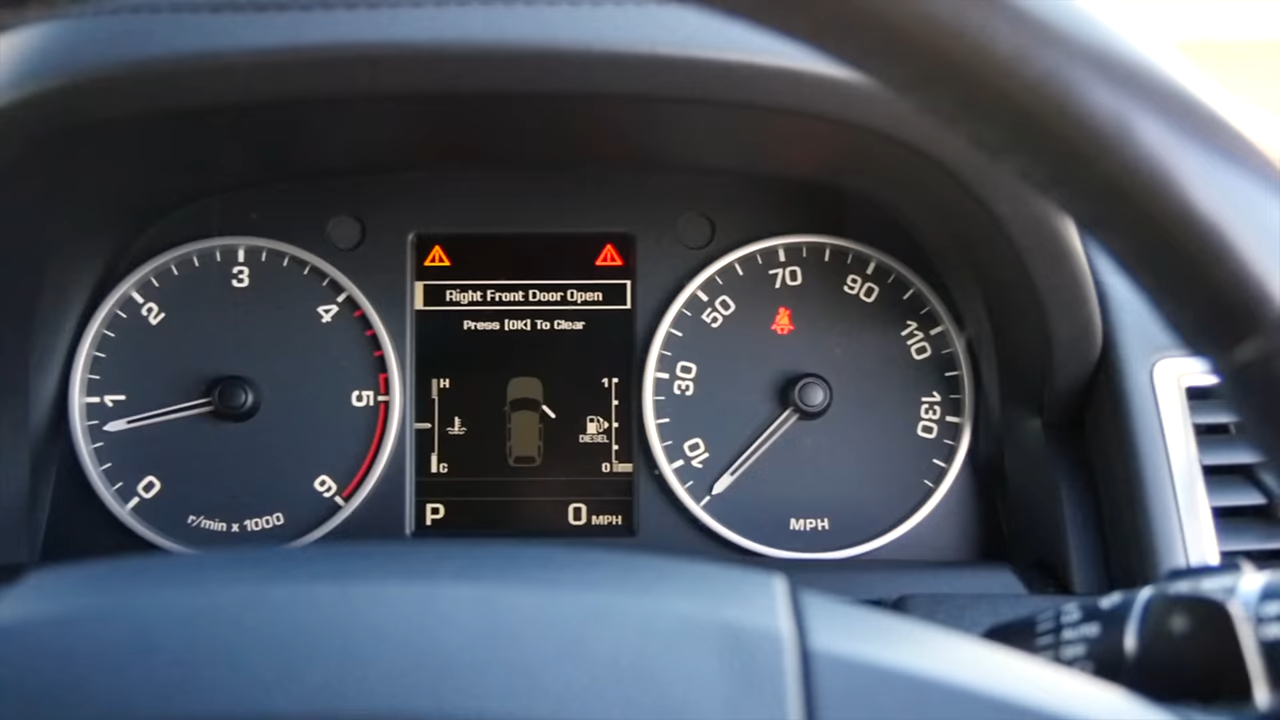 0
1
2
3
4
5
6
r/min x 1000
Right Front Door Open
Press [OK] To Clear
H
C
1
DIESEL
0
P
0 MPH
10
30
50
70
90
110
130
MPH